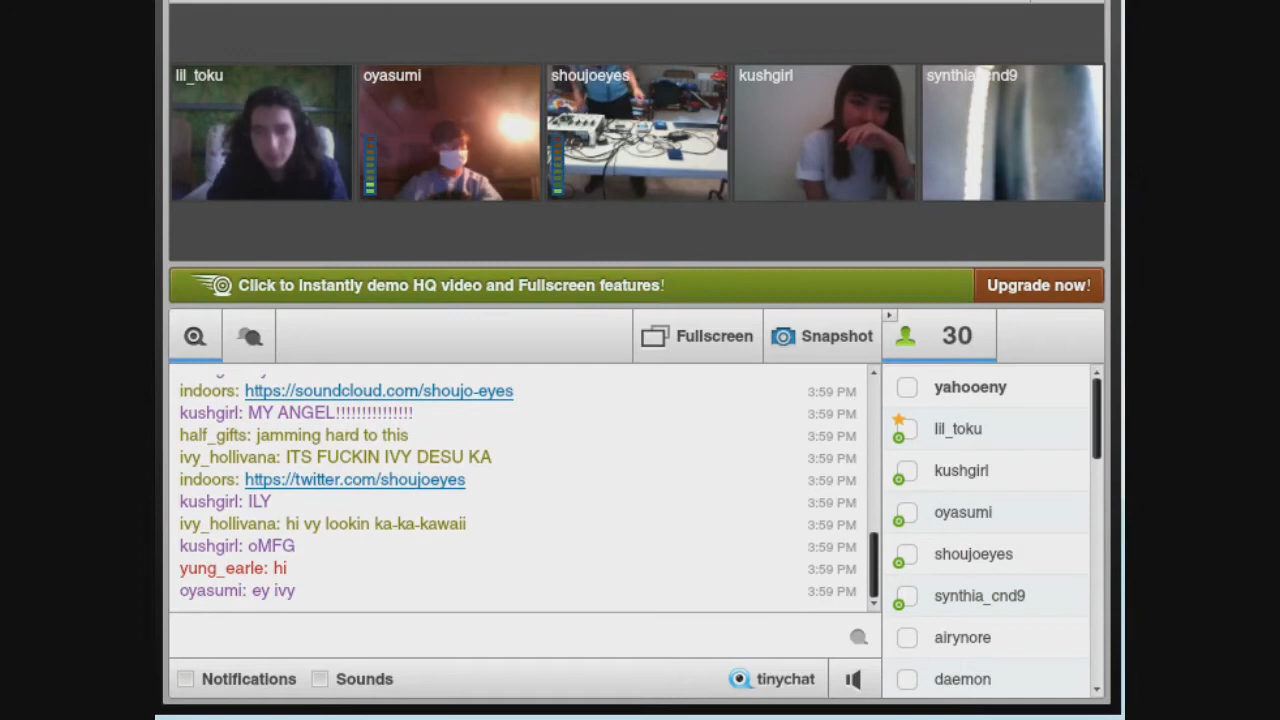 lil_toku
oyasumi
shoujoeyes
kushgirl
synthia_cnd9
Click to instantly demo HQ video and Fullscreen features!
Upgrade now!
Fullscreen
Snapshot
30
indoors: https://soundcloud.com/shoujo-eyes 3:59 PM
kushgirl: MY ANGEL!!!!!!!!!!!!!!! 3:59 PM
half_gifts: jamming hard to this 3:59 PM
ivy_hollivana: ITS FUCKIN IVY DESU KA 3:59 PM
indoors: https://twitter.com/shoujoeyes 3:59 PM
kushgirl: ILY 3:59 PM
ivy_hollivana: hi vy lookin ka-ka-kawaii 3:59 PM
kushgirl: oMFG 3:59 PM
yung_earle: hi 3:59 PM
oyasumi: ey ivy 3:59 PM
yahooeny
lil_toku
kushgirl
oyasumi
shoujoeyes
synthia_cnd9
airynore
daemon
Notifications
Sounds
tinychat